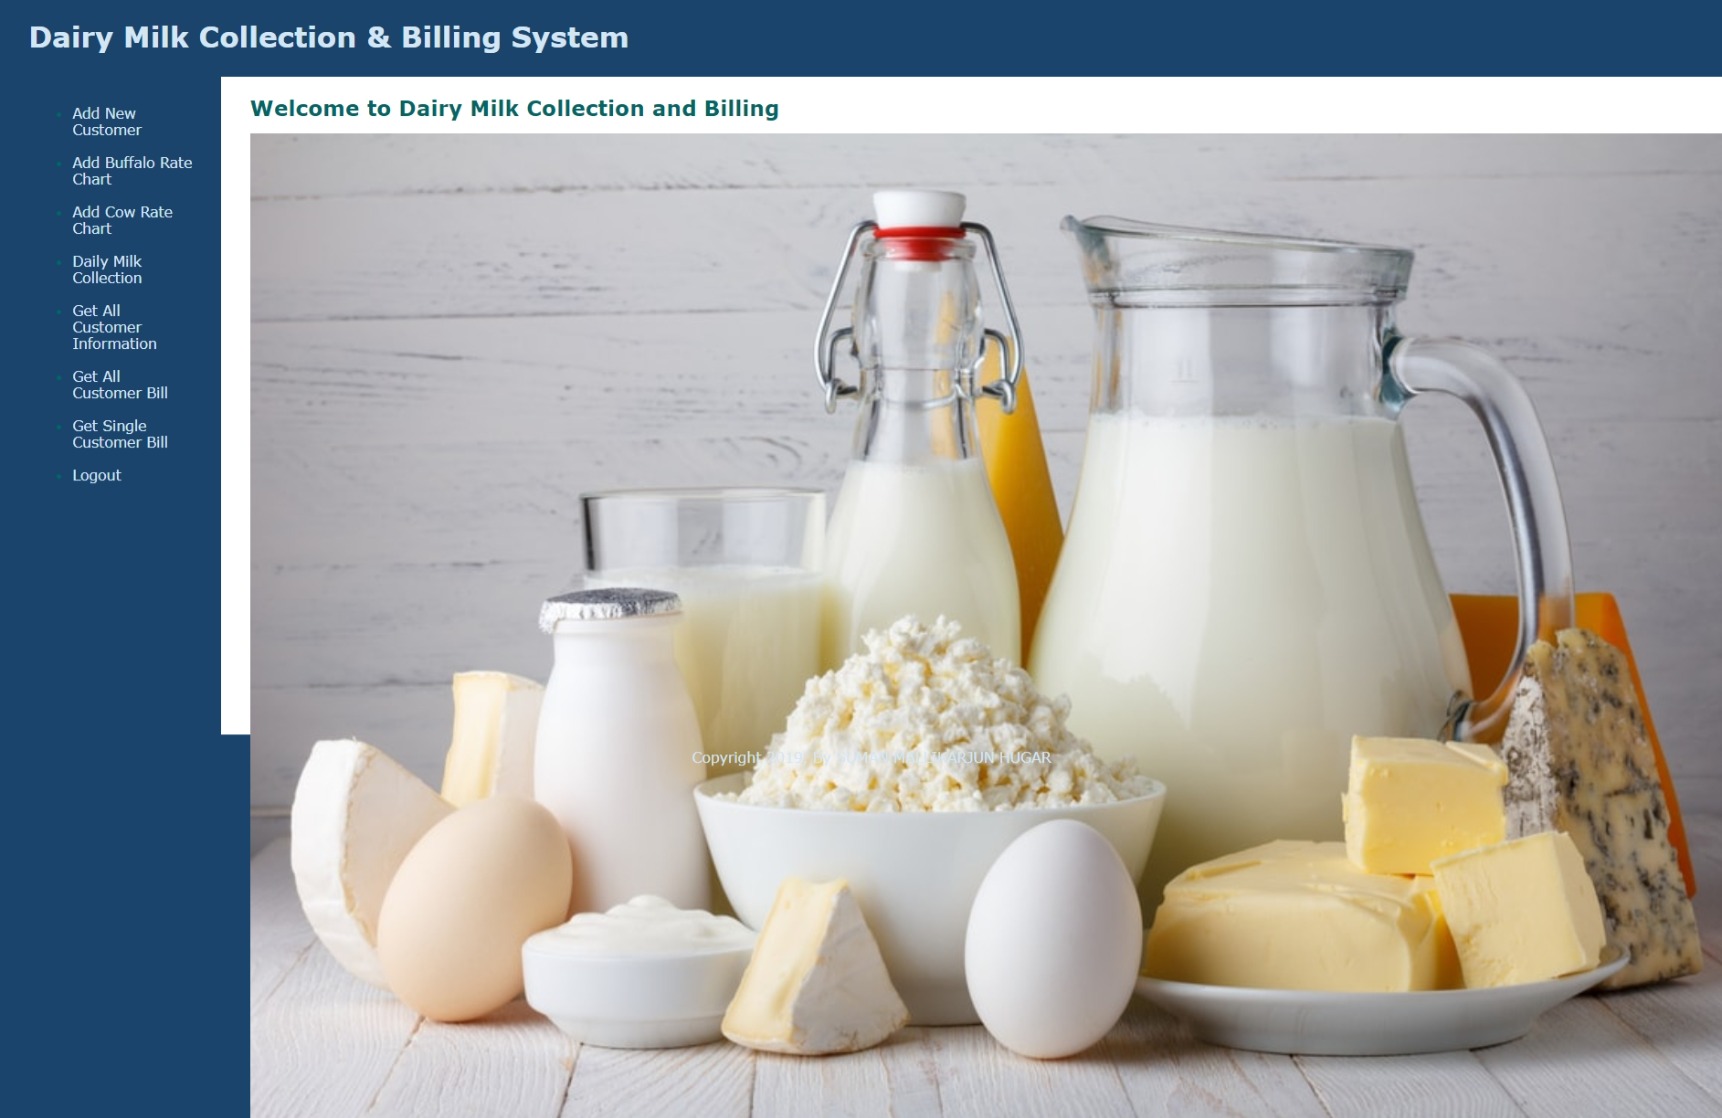 Dairy Milk Collection & Billing System
Add New
Customer
Add Buffalo Rate
Chart
Add Cow Rate
Chart
Daily Milk
Collection
Get All
Customer
Information
Get All
Customer Bill
Get Single
Customer Bill
Logout
Welcome to Dairy Milk Collection and Billing
Copyright HUGAR